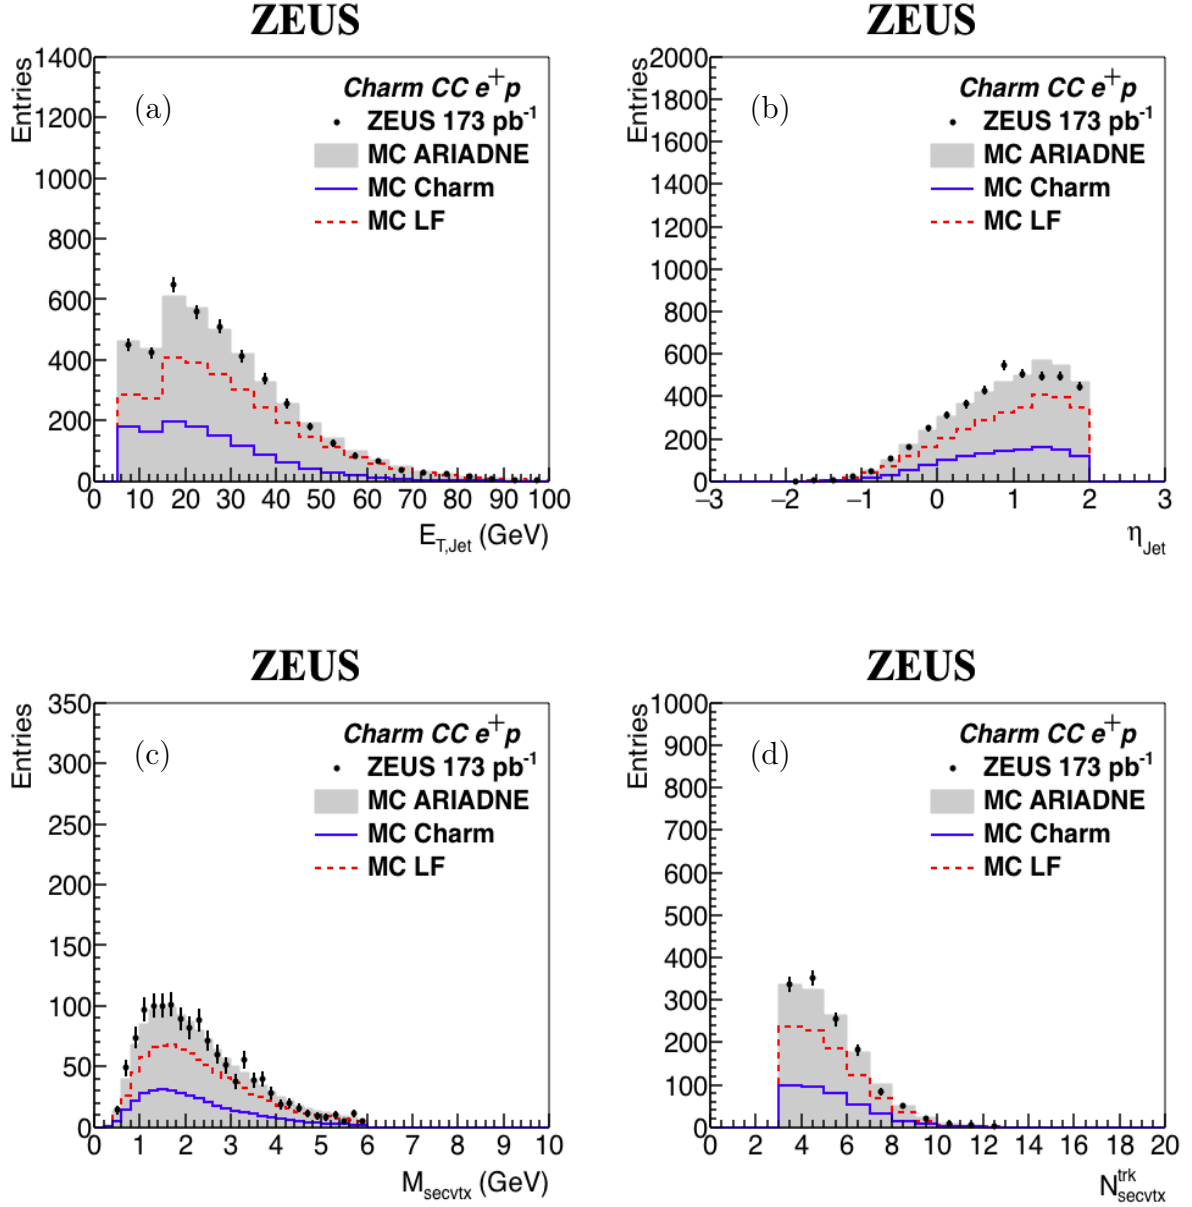 ZEUS
Entries
1400
1200
1000
800
600
400
200
0
(a)
Charm CC e⁺p
ZEUS 173 pb⁻¹
MC ARIADNE
MC Charm
MC LF
0 10 20 30 40 50 60 70 80 90 100
E_T,Jet (GeV)
ZEUS
Entries
2000
1800
1600
1400
1200
1000
800
600
400
200
0
(b)
Charm CC e⁺p
ZEUS 173 pb⁻¹
MC ARIADNE
MC Charm
MC LF
−3 −2 −1 0 1 2 3
η_Jet
ZEUS
Entries
350
300
250
200
150
100
50
0
(c)
Charm CC e⁺p
ZEUS 173 pb⁻¹
MC ARIADNE
MC Charm
MC LF
0 1 2 3 4 5 6 7 8 9 10
M_secvtx (GeV)
ZEUS
Entries
1000
900
800
700
600
500
400
300
200
100
0
(d)
Charm CC e⁺p
ZEUS 173 pb⁻¹
MC ARIADNE
MC Charm
MC LF
0 2 4 6 8 10 12 14 16 18 20
N^trk_secvtx